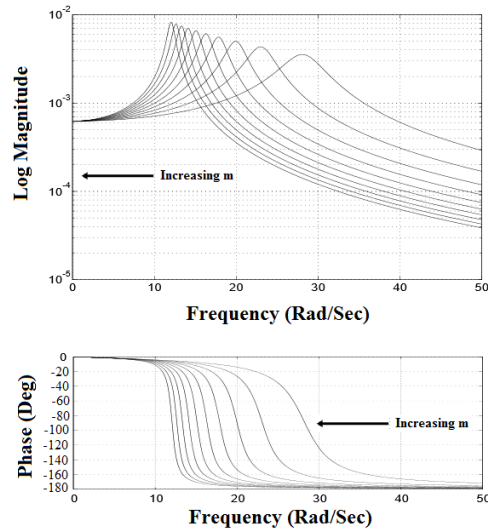 10⁻²
10⁻³
10⁻⁴
10⁻⁵
Log Magnitude
Increasing m
0 10 20 30 40 50
Frequency (Rad/Sec)
0
-20
-40
-60
-80
-100
-120
-140
-160
-180
Phase (Deg)
Increasing m
0 10 20 30 40 50
Frequency (Rad/Sec)